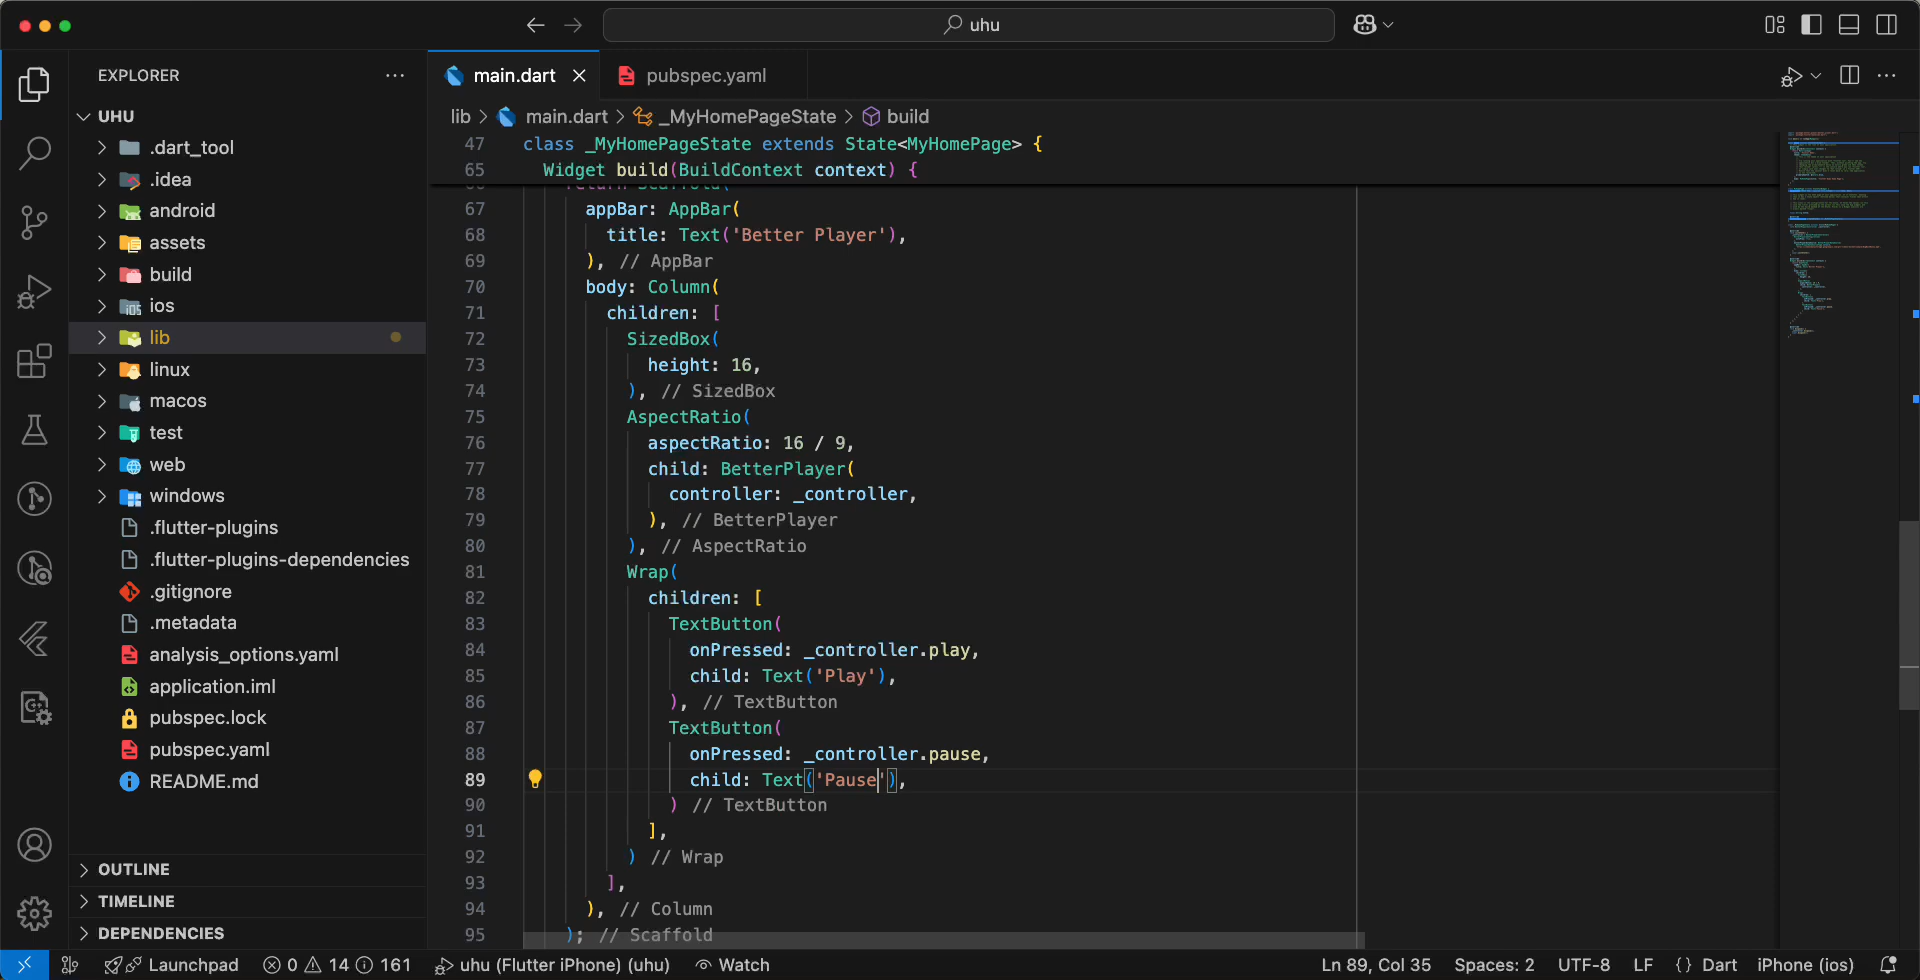 uhu
EXPLORER
UHU
.dart_tool
.idea
android
assets
build
ios
lib
linux
macos
test
web
windows
.flutter-plugins
.flutter-plugins-dependencies
.gitignore
.metadata
analysis_options.yaml
application.iml
pubspec.lock
pubspec.yaml
README.md
OUTLINE
TIMELINE
DEPENDENCIES
main.dart
pubspec.yaml
lib > main.dart > _MyHomePageState > build
47 class _MyHomePageState extends State<MyHomePage> {
65 Widget build(BuildContext context) {
66 return Scaffold(
67 appBar: AppBar(
68 title: Text('Better Player'),
69 ), // AppBar
70 body: Column(
71 children: [
72 SizedBox(
73 height: 16,
74 ), // SizedBox
75 AspectRatio(
76 aspectRatio: 16 / 9,
77 child: BetterPlayer(
78 controller: _controller,
79 ), // BetterPlayer
80 ), // AspectRatio
81 Wrap(
82 children: [
83 TextButton(
84 onPressed: _controller.play,
85 child: Text('Play'),
86 ), // TextButton
87 TextButton(
88 onPressed: _controller.pause,
89 child: Text('Pause'),
90 ) // TextButton
91 ],
92 ) // Wrap
93 ],
94 ), // Column
95 ); // Scaffold
Launchpad 0 14 161 uhu (Flutter iPhone) (uhu) Watch Ln 89, Col 35 Spaces: 2 UTF-8 LF {} Dart iPhone (ios)